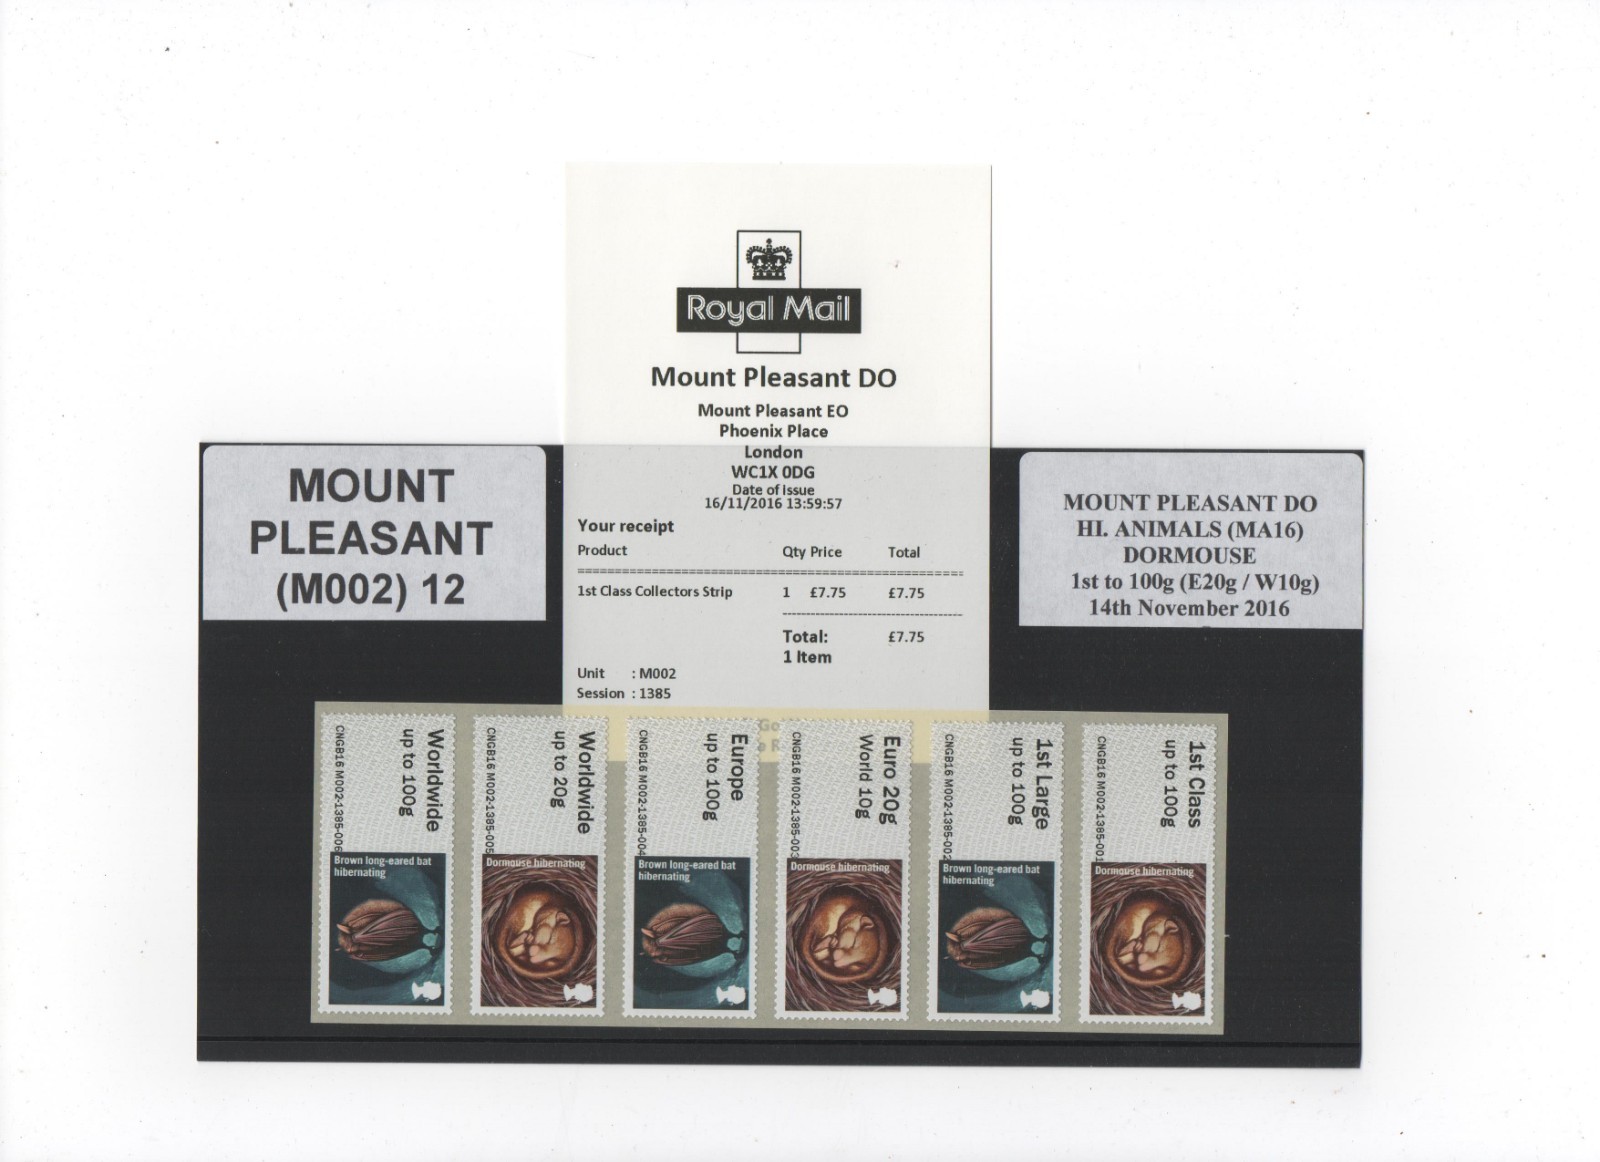 Royal Mail
Mount Pleasant DO
Mount Pleasant EO
Phoenix Place
London
WC1X 0DG
Date of Issue
16/11/2016 13:59:57
Your receipt
Product Qty Price Total
1st Class Collectors Strip 1 £7.75 £7.75
Total: £7.75
1 Item
Unit : M002
Session : 1385
MOUNT
PLEASANT
(M002) 12
MOUNT PLEASANT DO
HI. ANIMALS (MA16)
DORMOUSE
1st to 100g (E20g / W10g)
14th November 2016
Worldwide
up to 100g
CNGB16 M002-1385-006
Brown long-eared bat
hibernating
Worldwide
up to 20g
CNGB16 M002-1385-005
Dormouse hibernating
Europe
up to 100g
CNGB16 M002-1385-004
Brown long-eared bat
hibernating
Euro 20g
World 10g
CNGB16 M002-1385-003
Dormouse hibernating
1st Large
up to 100g
CNGB16 M002-1385-002
Brown long-eared bat
hibernating
1st Class
up to 100g
CNGB16 M002-1385-001
Dormouse hibernating